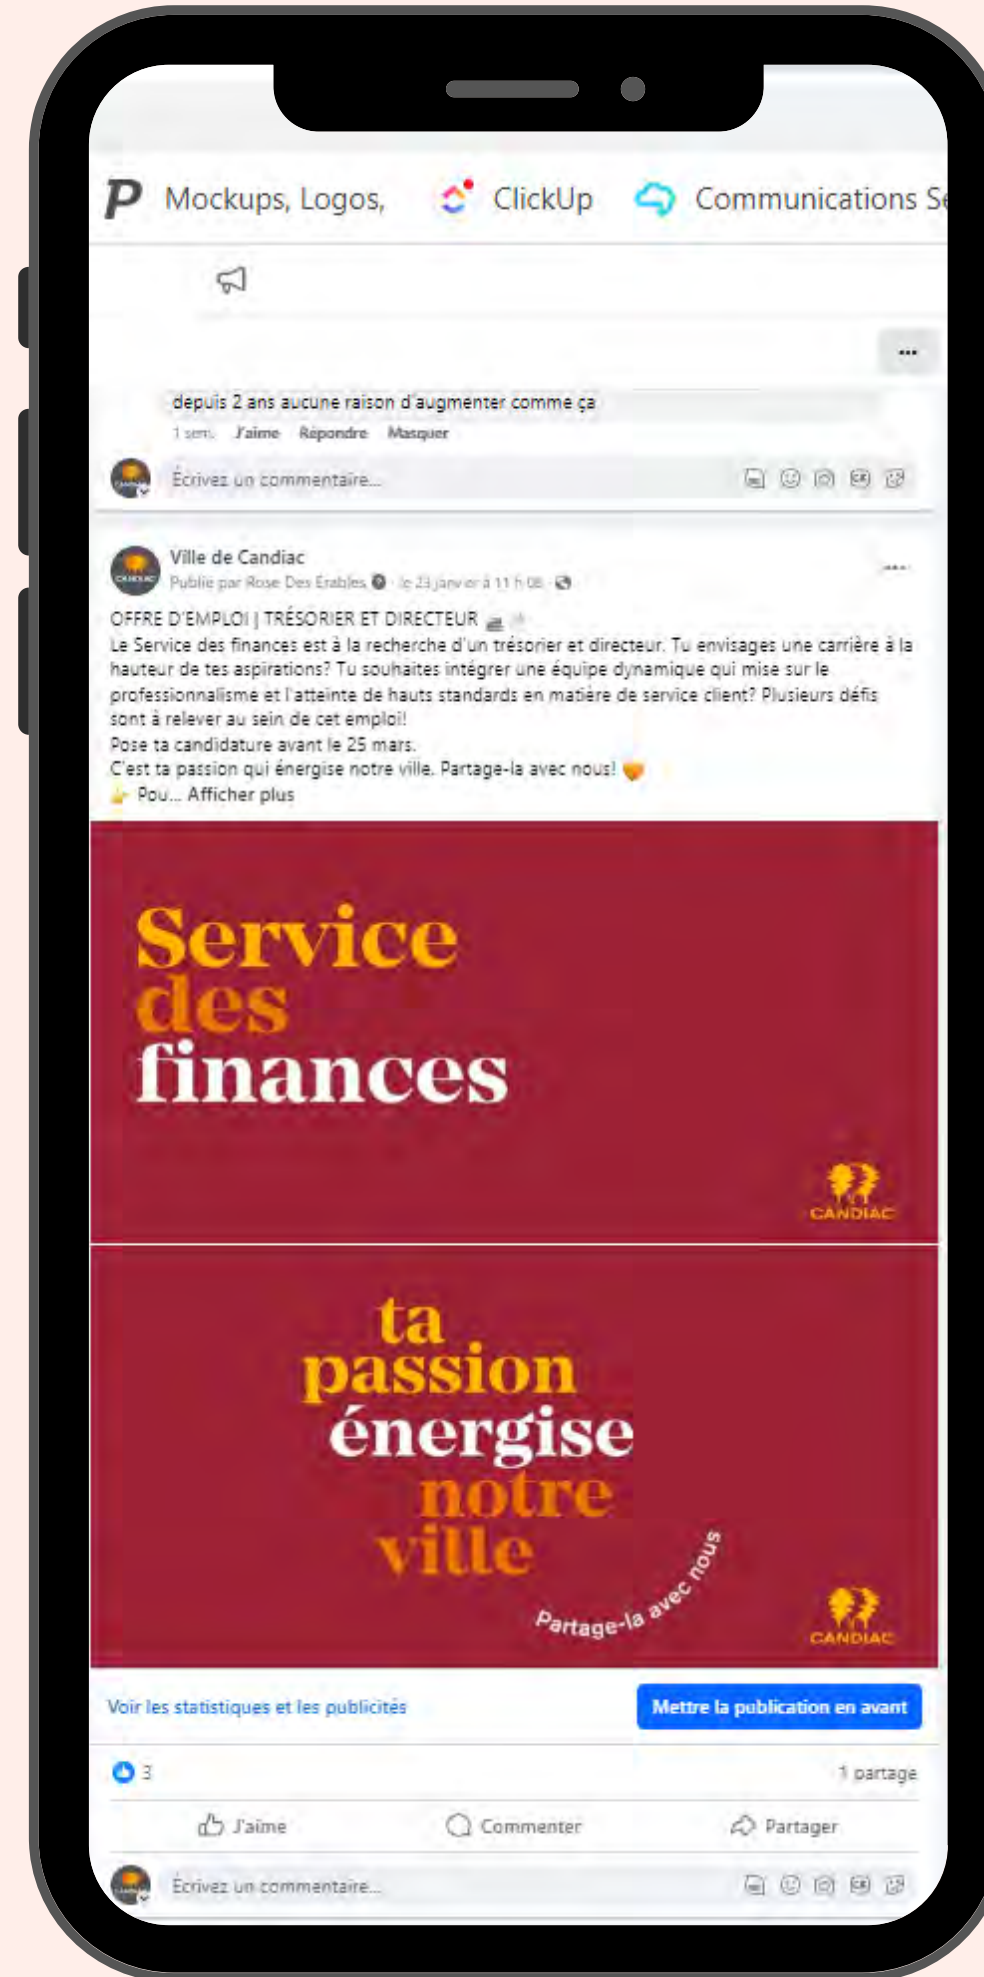 P Mockups, Logos, ClickUp Communications Se
depuis 2 ans aucune raison d'augmenter comme ça
1 sem. J'aime Répondre Masquer
Écrivez un commentaire...
Ville de Candiac
Publié par Rose Des Érables · le 23 janvier à 11 h 08
OFFRE D'EMPLOI | TRÉSORIER ET DIRECTEUR
Le Service des finances est à la recherche d'un trésorier et directeur. Tu envisages une carrière à la
hauteur de tes aspirations? Tu souhaites intégrer une équipe dynamique qui mise sur le
professionnalisme et l'atteinte de hauts standards en matière de service client? Plusieurs défis
sont à relever au sein de cet emploi!
Pose ta candidature avant le 25 mars.
C'est ta passion qui énergise notre ville. Partage-la avec nous! 🧡
👉 Pou... Afficher plus
Service
des
finances
CANDIAC
ta
passion
énergise
notre
ville
Partage-la avec nous
CANDIAC
Voir les statistiques et les publicités
Mettre la publication en avant
3
1 partage
J'aime Commenter Partager
Écrivez un commentaire...